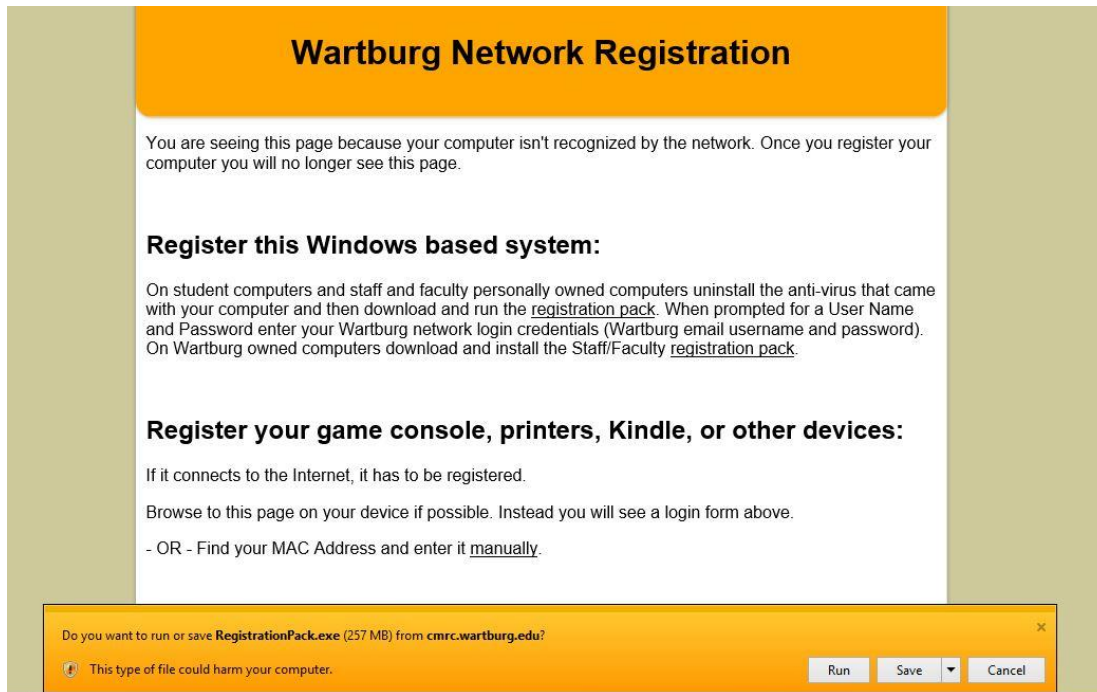 Wartburg Network Registration
You are seeing this page because your computer isn't recognized by the network. Once you register your
computer you will no longer see this page.
Register this Windows based system:
On student computers and staff and faculty personally owned computers uninstall the anti-virus that came
with your computer and then download and run the registration pack. When prompted for a User Name
and Password enter your Wartburg network login credentials (Wartburg email username and password).
On Wartburg owned computers download and install the Staff/Faculty registration pack.
Register your game console, printers, Kindle, or other devices:
If it connects to the Internet, it has to be registered.
Browse to this page on your device if possible. Instead you will see a login form above.
- OR - Find your MAC Address and enter it manually.
Do you want to run or save RegistrationPack.exe (257 MB) from cmrc.wartburg.edu?
This type of file could harm your computer.
Run Save Cancel